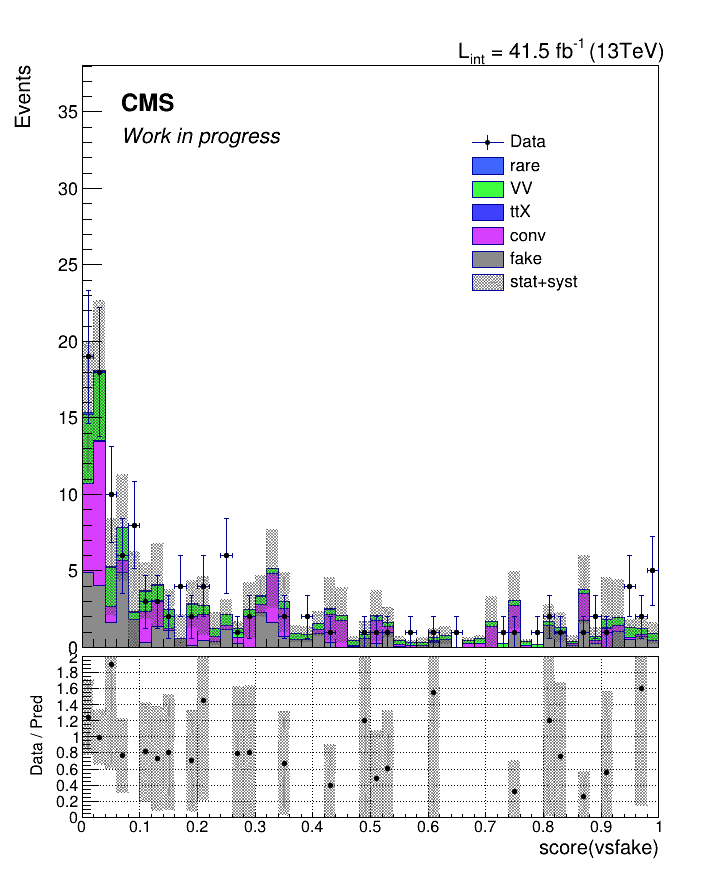 L_int = 41.5 fb^-1 (13TeV)
Events
CMS
Work in progress
Data
rare
VV
ttX
conv
fake
stat+syst
35
30
25
20
15
10
5
0
Data / Pred
2
1.8
1.6
1.4
1.2
1
0.8
0.6
0.4
0.2
0
0 0.1 0.2 0.3 0.4 0.5 0.6 0.7 0.8 0.9 1
score(vsfake)